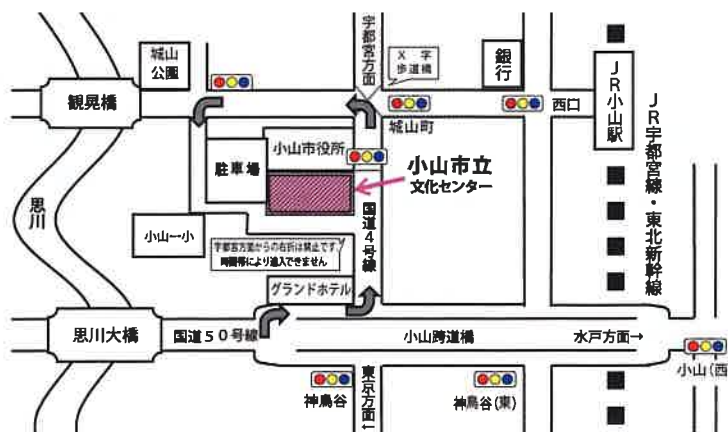 城山
公園
宇都宮方面
X字
歩道橋
銀行
JR小山駅
観晃橋
西口
城山町
小山市役所
駐車場
小山市立
文化センター
思川
小山一小
国道4号線
JR宇都宮線・東北新幹線
宇都宮方面からの右折は禁止です
時間帯により進入できません
グランドホテル
思川大橋
国道50号線
小山跨道橋
水戸方面→
小山(西
神鳥谷
東京方面←
神鳥谷(東)